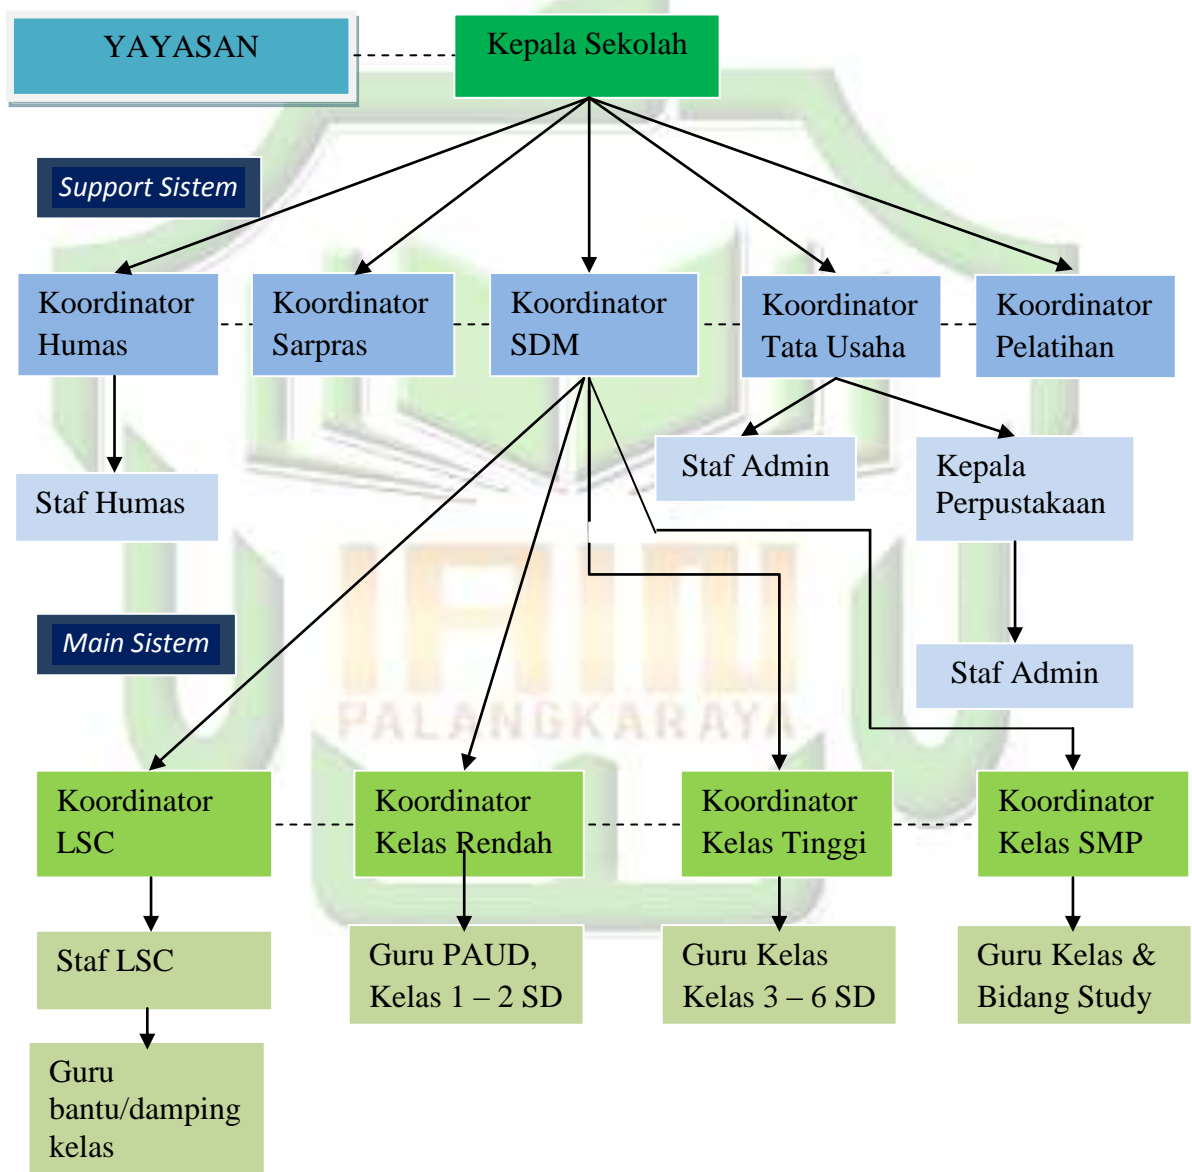 YAYASAN
Kepala Sekolah
Support Sistem
Koordinator
Humas
Koordinator
Sarpras
Koordinator
SDM
Koordinator
Tata Usaha
Koordinator
Pelatihan
Staf Humas
Staf Admin
Kepala
Perpustakaan
Staf Admin
Main Sistem
IAIN
PALANGKARAYA
Koordinator
LSC
Koordinator
Kelas Rendah
Koordinator
Kelas Tinggi
Koordinator
Kelas SMP
Staf LSC
Guru PAUD,
Kelas 1 – 2 SD
Guru Kelas
Kelas 3 – 6 SD
Guru Kelas &
Bidang Study
Guru
bantu/damping
kelas